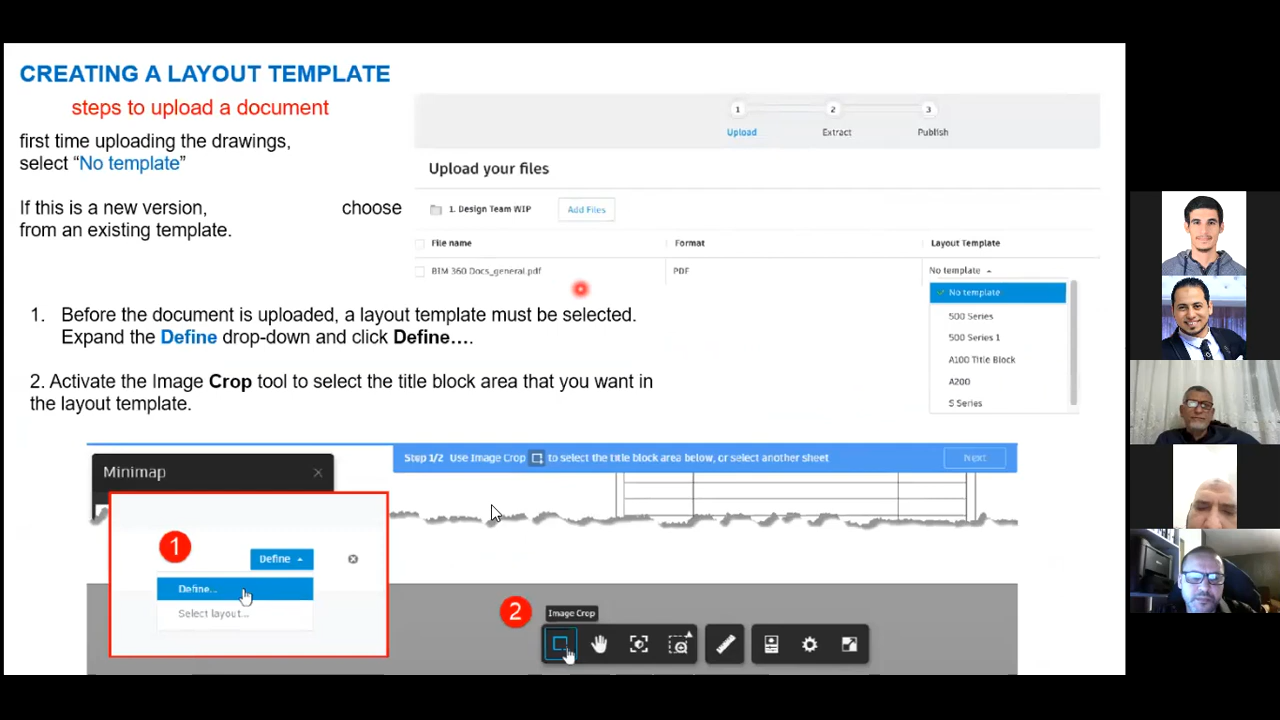 CREATING A LAYOUT TEMPLATE
steps to upload a document
first time uploading the drawings,
select “No template”
If this is a new version, choose
from an existing template.
1 2 3
Upload Extract Publish
Upload your files
1. Design Team WIP Add Files
File name Format Layout Template
BIM 360 Docs_general.pdf PDF No template
No template
500 Series
500 Series 1
A100 Title Block
A200
S Series
1. Before the document is uploaded, a layout template must be selected.
Expand the Define drop-down and click Define….
2. Activate the Image Crop tool to select the title block area that you want in
the layout template.
Minimap
Step 1/2 Use Image Crop to select the title block area below, or select another sheet Next
1
Define
Define...
Select layout...
2 Image Crop